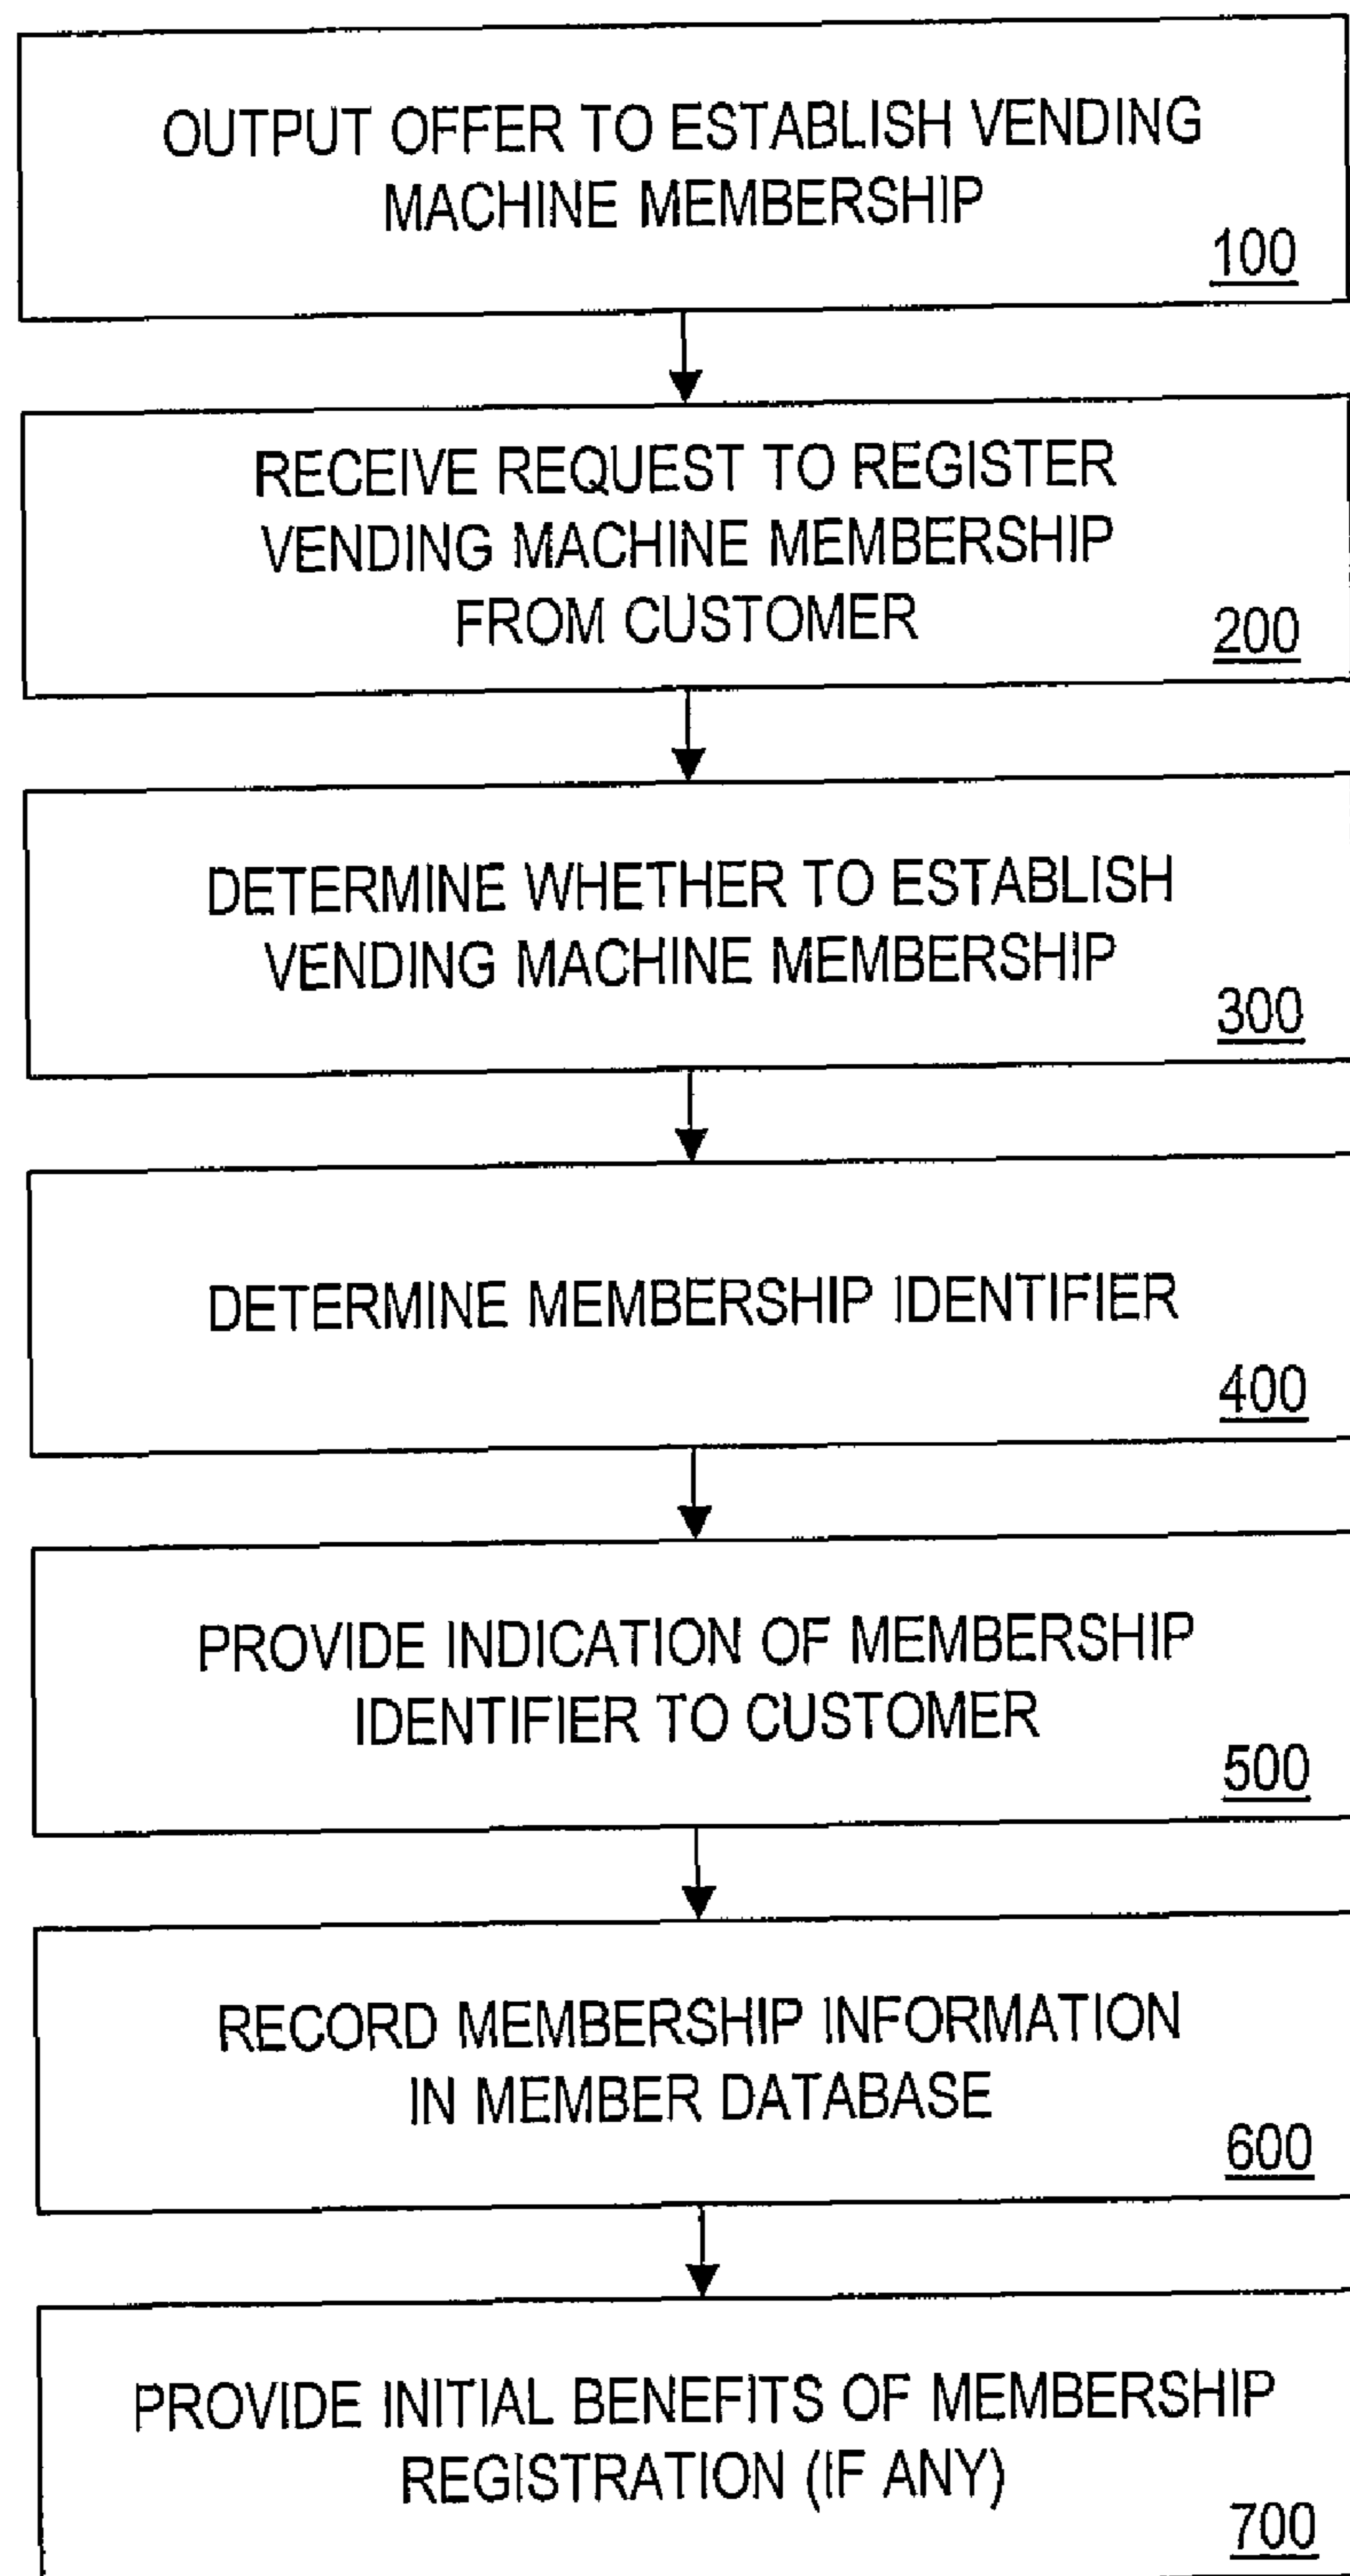 OUTPUT OFFER TO ESTABLISH VENDING
MACHINE MEMBERSHIP
100
RECEIVE REQUEST TO REGISTER
VENDING MACHINE MEMBERSHIP
FROM CUSTOMER
200
DETERMINE WHETHER TO ESTABLISH
VENDING MACHINE MEMBERSHIP
300
DETERMINE MEMBERSHIP IDENTIFIER
400
PROVIDE INDICATION OF MEMBERSHIP
IDENTIFIER TO CUSTOMER
500
RECORD MEMBERSHIP INFORMATION
IN MEMBER DATABASE
600
PROVIDE INITIAL BENEFITS OF MEMBERSHIP
REGISTRATION (IF ANY)
700